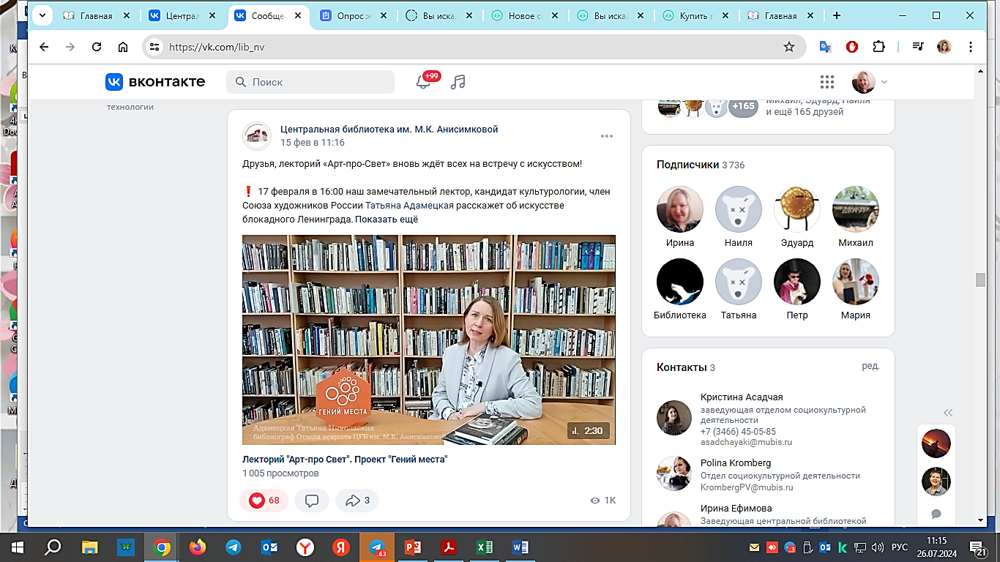 Главная
Централ
Сообще
Опрос ж
Вы иска
Новое с
Вы иска
Купить г
Главная
https://vk.com/lib_nv
вконтакте
Поиск
+99
технологии
Центральная библиотека им. М.К. Анисимковой
15 фев в 11:16
Друзья, лекторий «Арт-про-Свет» вновь ждёт всех на встречу с искусством!
❗ 17 февраля в 16:00 наш замечательный лектор, кандидат культурологии, член
Союза художников России Татьяна Адамецкая расскажет об искусстве
блокадного Ленинграда. Показать ещё
ГЕНИЙ МЕСТА
Адамецкая Татьяна Николаевна
библиограф Отдела искусств ЦГБ им. М.К. Анисимковой
2:30
Лекторий "Арт-про Свет". Проект "Гений места"
1 005 просмотров
68
3
1K
+165
Михаил, Эдуард, Наиля
и ещё 165 друзей
Подписчики 3 736
Ирина Наиля Эдуард Михаил
Библиотека Татьяна Петр Мария
Контакты 3
ред.
Кристина Асадчая
заведующая отделом социокультурной
деятельности
+7 (3466) 45-05-85
asadchayaki@mubis.ru
Polina Kromberg
Отдел социокультурной деятельности
KrombergPV@mubis.ru
Ирина Ефимова
Заведующая центральной библиотекой
63
РУС
11:15
26.07.2024
21